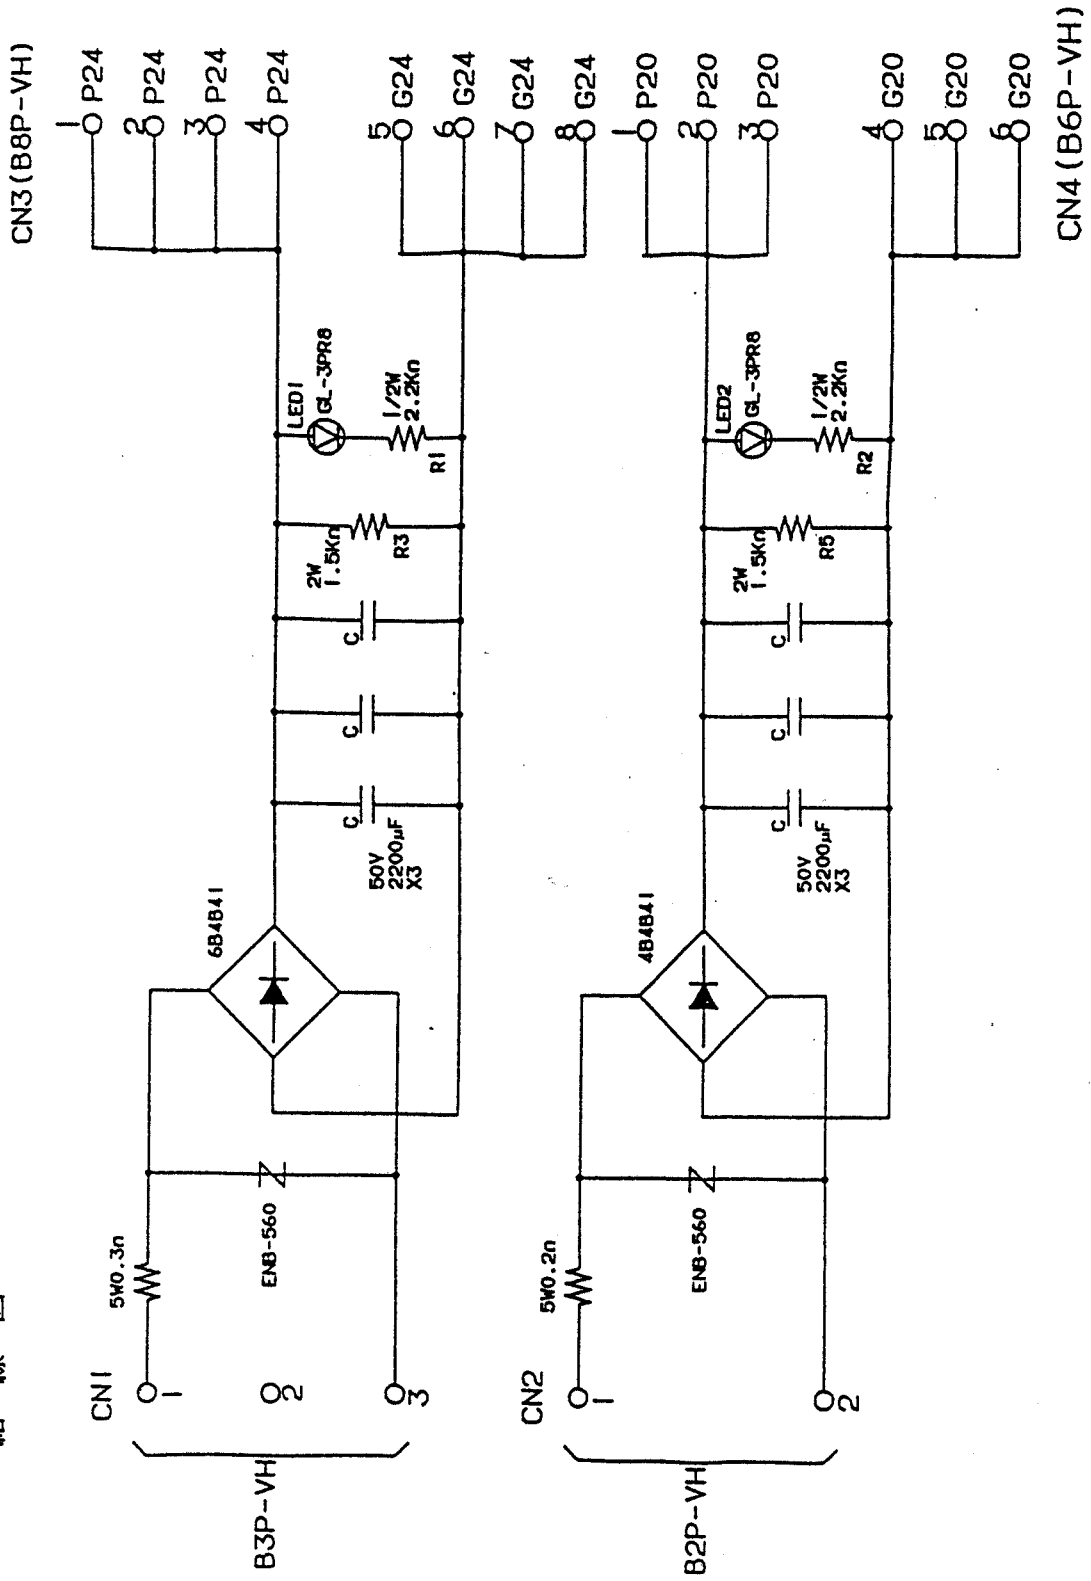 CN3(B8P-VH)
1 P24
2 P24
3 P24
4 P24
5 G24
6 G24
7 G24
8 G24
LED1
GL-3PR8
1/2W
2.2KΩ
R1
2W
1.5KΩ
R3
C
C
C
50V
2200μF
X3
6B4B41
ENB-560
5W0.3Ω
CN1
1
2
3
B3P-VH
1 P20
2 P20
3 P20
4 G20
5 G20
6 G20
CN4(B6P-VH)
LED2
GL-3PR8
1/2W
2.2KΩ
R2
2W
1.5KΩ
R5
C
C
C
50V
2200μF
X3
4B4B41
ENB-560
5W0.2Ω
CN2
1
2
B2P-VH